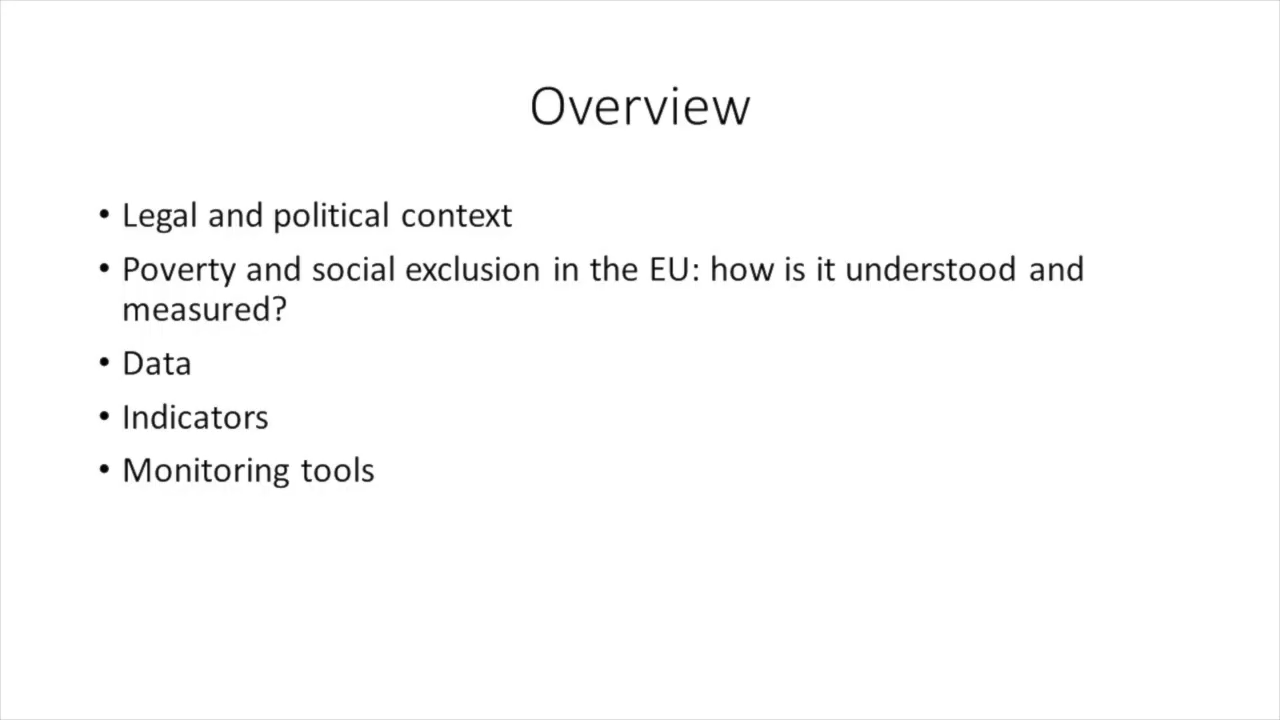 Overview
• Legal and political context
• Poverty and social exclusion in the EU: how is it understood and
measured?
• Data
• Indicators
• Monitoring tools